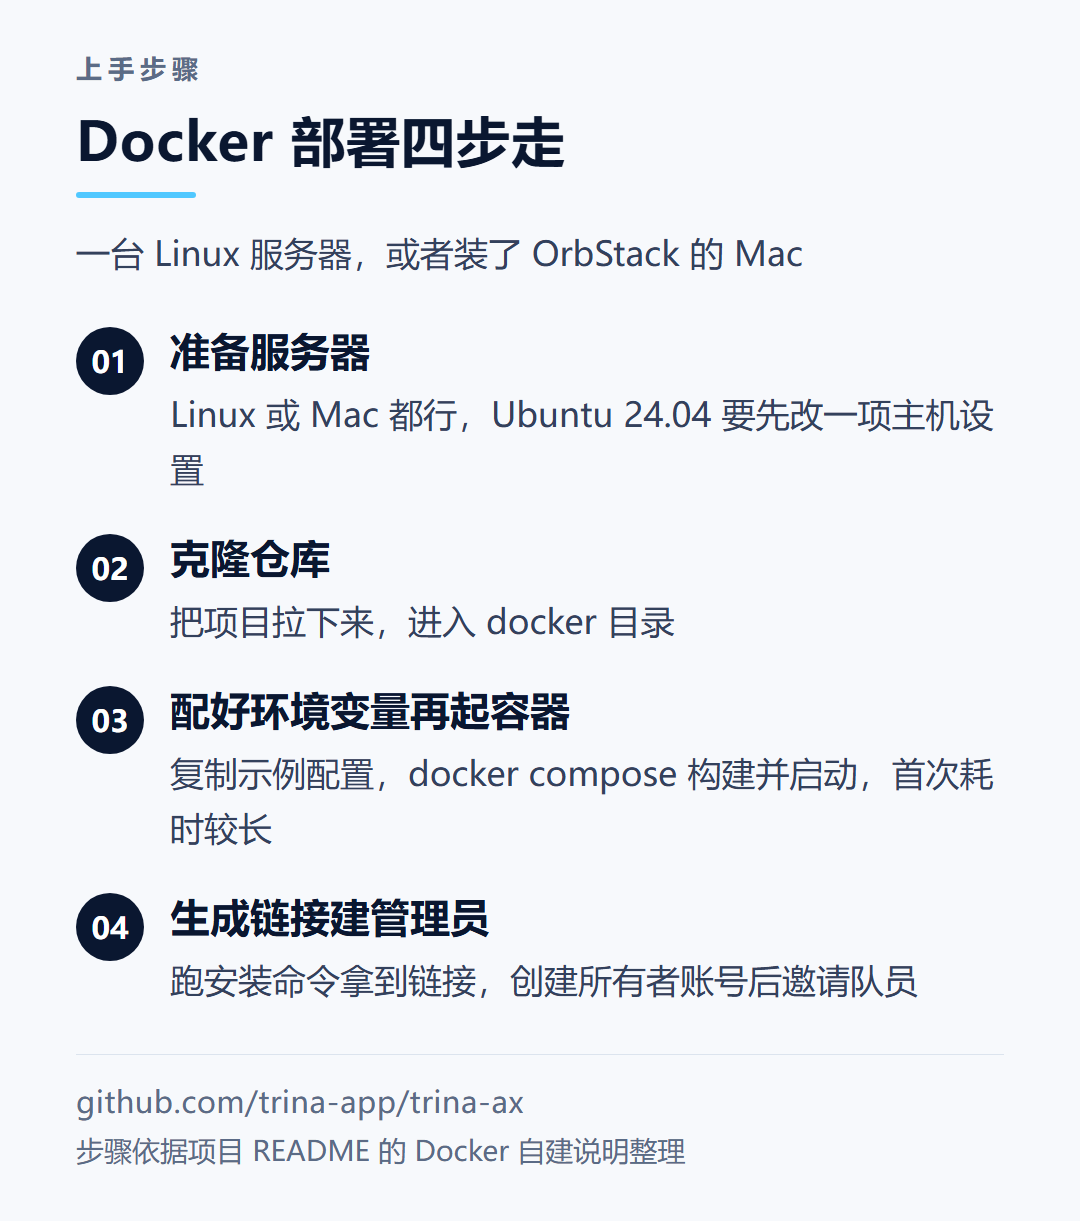 上手步骤
Docker 部署四步走
一台 Linux 服务器，或者装了 OrbStack 的 Mac
01
准备服务器
Linux 或 Mac 都行，Ubuntu 24.04 要先改一项主机设
置
02
克隆仓库
把项目拉下来，进入 docker 目录
03
配好环境变量再起容器
复制示例配置，docker compose 构建并启动，首次耗
时较长
04
生成链接建管理员
跑安装命令拿到链接，创建所有者账号后邀请队员
github.com/trina-app/trina-ax
步骤依据项目 README 的 Docker 自建说明整理